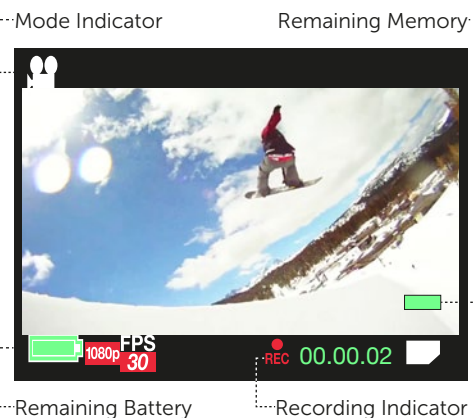 Mode Indicator
Remaining Memory
1080p
FPS
30
REC
00.00.02
Remaining Battery
Recording Indicator